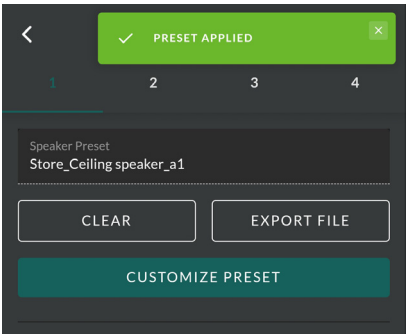 PRESET APPLIED
1 2 3 4
Speaker Preset
Store_Ceiling speaker_a1
CLEAR EXPORT FILE
CUSTOMIZE PRESET